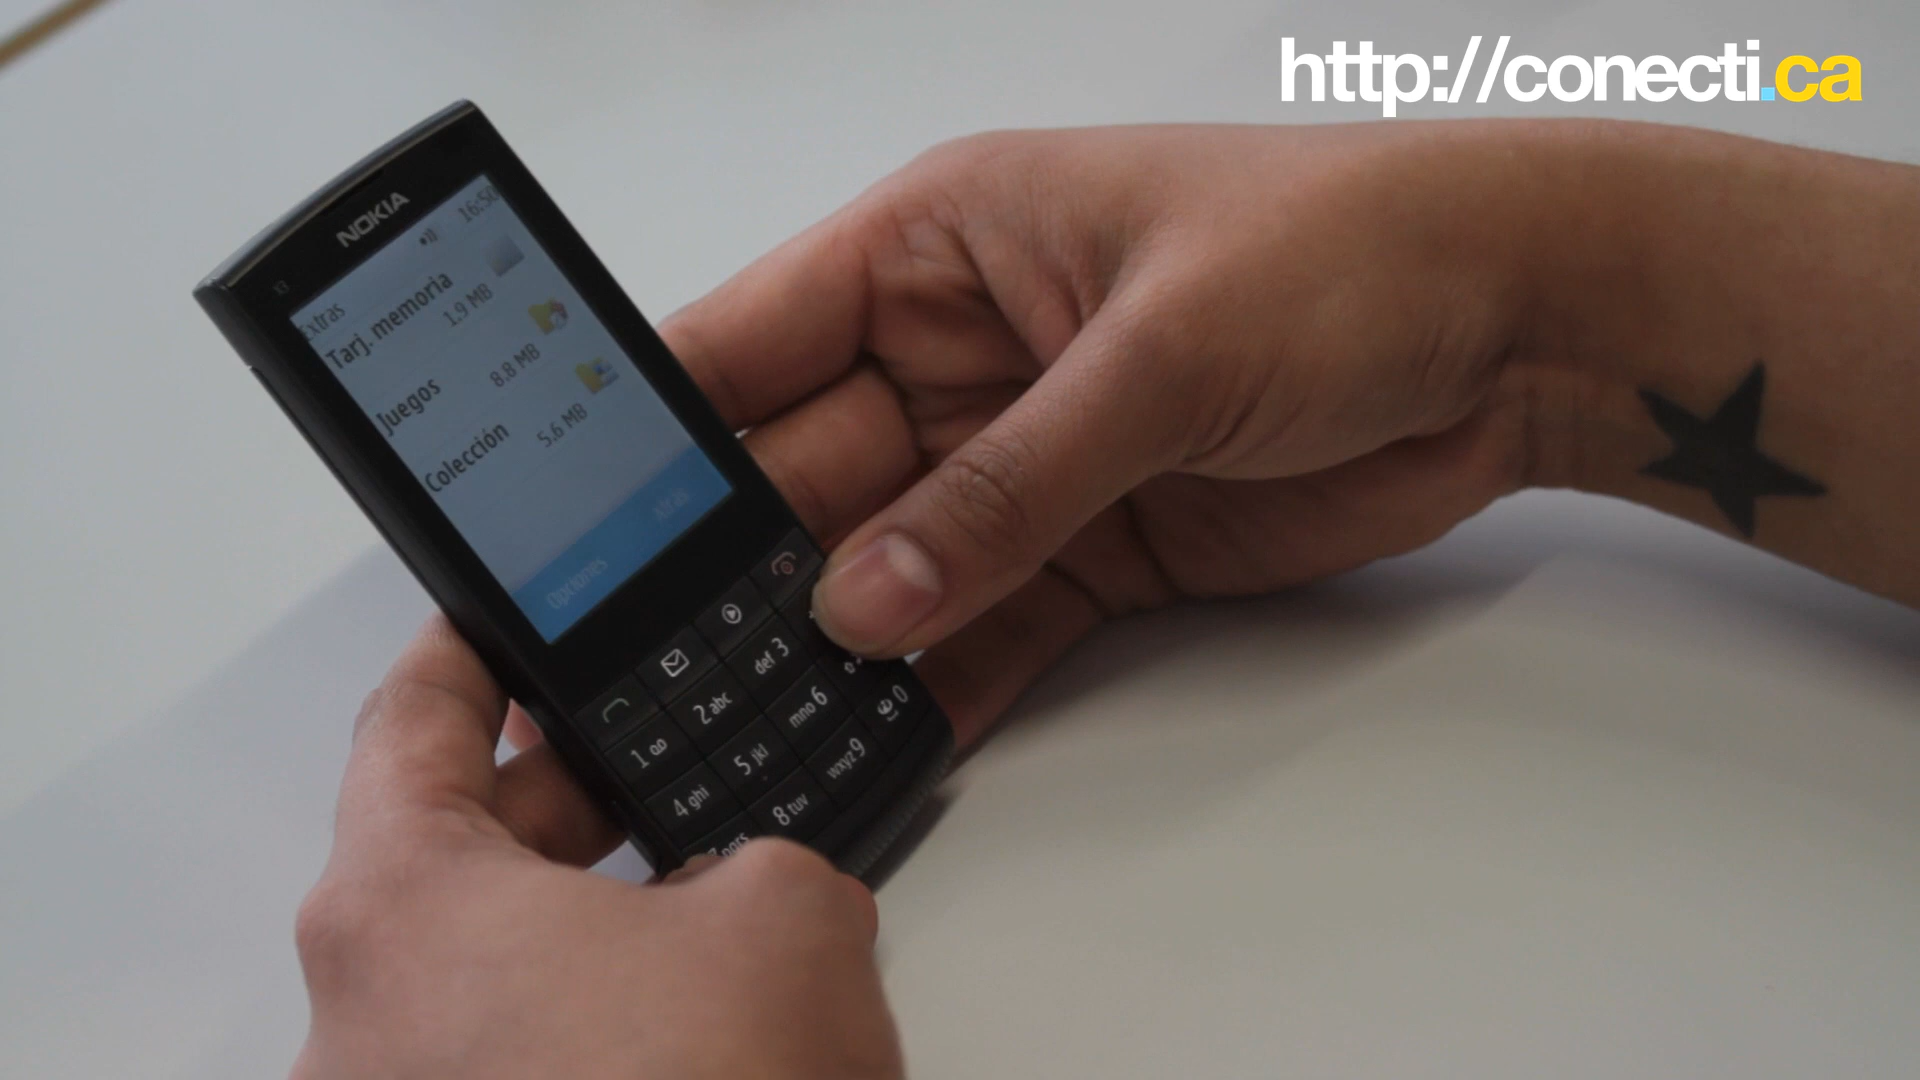 http://conecti.ca
NOKIA
X3
16:50
Extras
Tarj. memoria
1,9 MB
Juegos
8,8 MB
Colección
5,6 MB
Opciones
Atrás
1
2 abc
def 3
4 ghi
5 jkl
mno 6
8 tuv
wxyz 9
0
pqrs